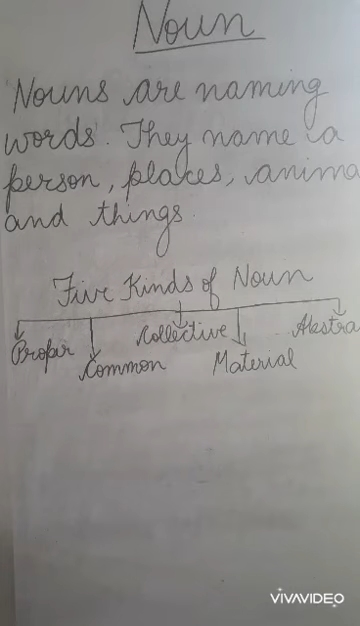 Noun
Nouns are naming
words. They name a
person, places, anima
and things.
Five Kinds of Noun
Propar
Common
Collective
Material
Abstra
VIVAVIDEO